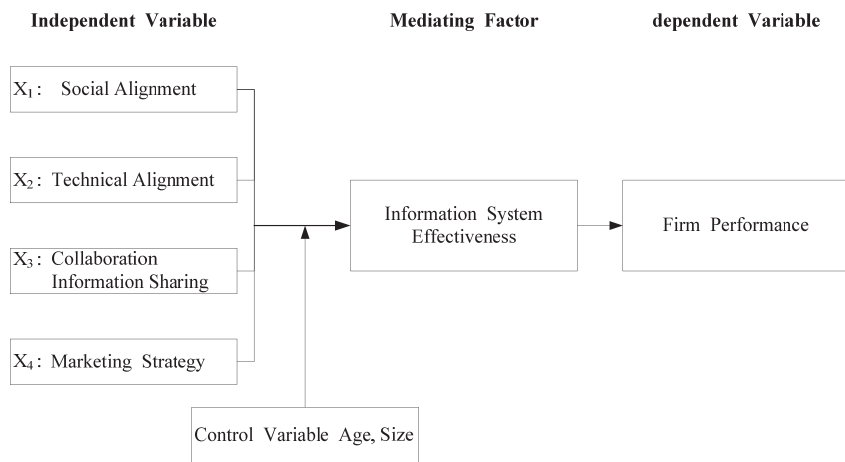 Independent Variable
Mediating Factor
dependent Variable
X₁: Social Alignment
X₂: Technical Alignment
X₃: Collaboration
Information Sharing
X₄: Marketing Strategy
Information System
Effectiveness
Firm Performance
Control Variable Age, Size